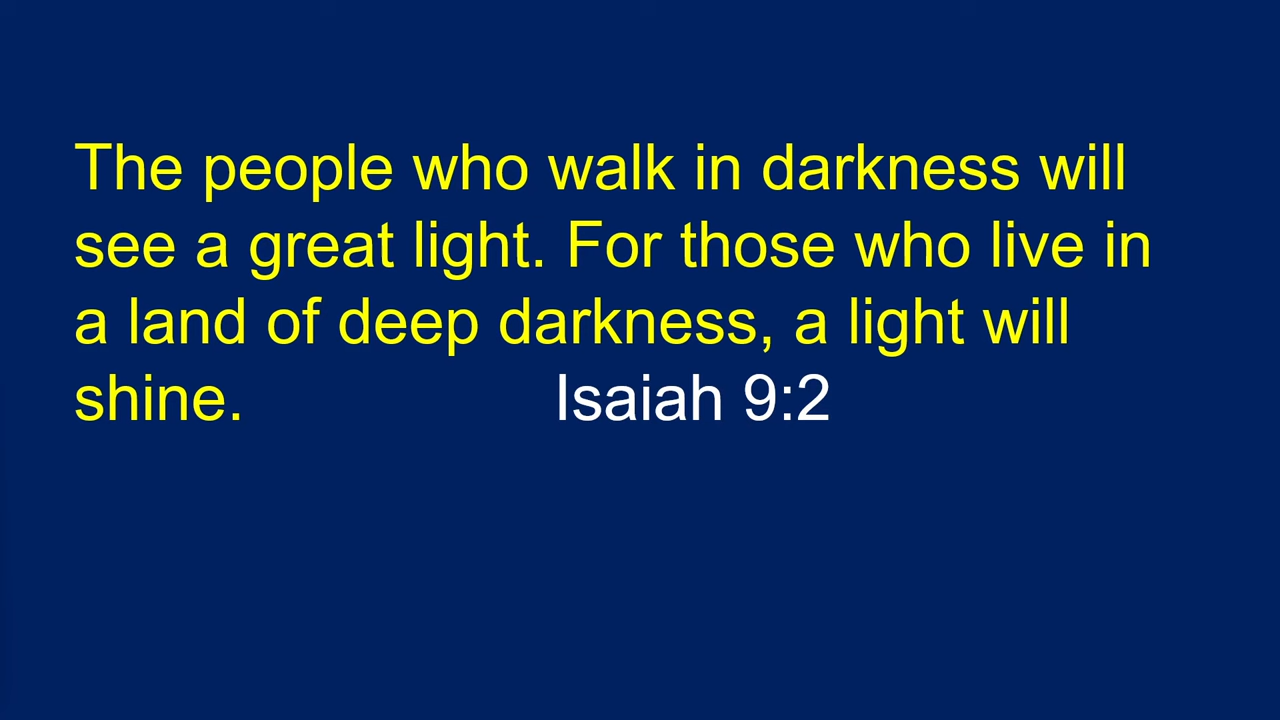 The people who walk in darkness will
see a great light. For those who live in
a land of deep darkness, a light will
shine. Isaiah 9:2